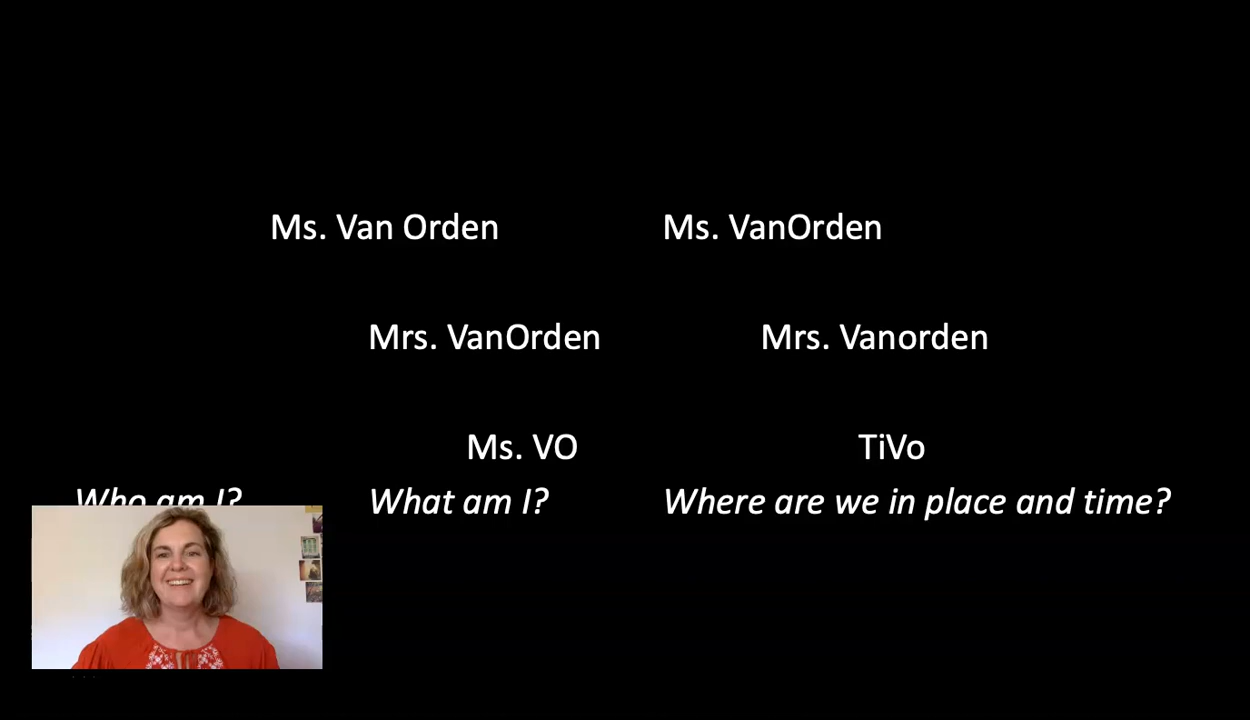 Ms. Van Orden Ms. VanOrden
Mrs. VanOrden Mrs. Vanorden
Ms. VO TiVo
Who am I? What am I? Where are we in place and time?